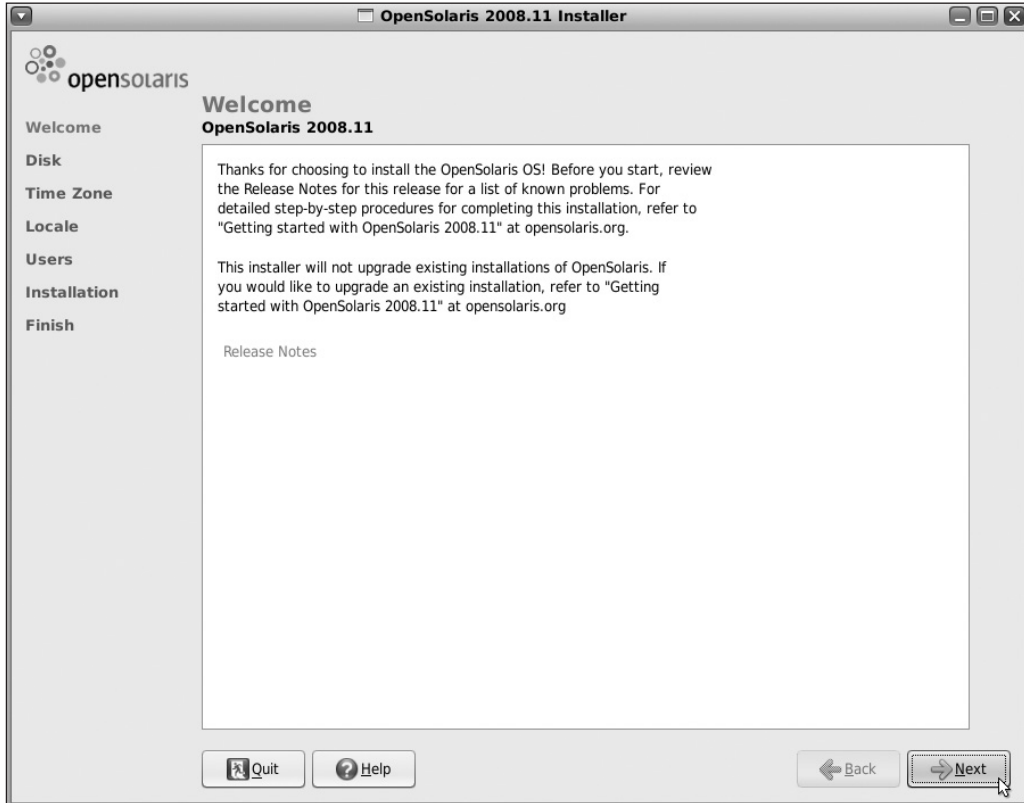 OpenSolaris 2008.11 Installer
opensolaris
Welcome
Disk
Time Zone
Locale
Users
Installation
Finish
Welcome
OpenSolaris 2008.11
Thanks for choosing to install the OpenSolaris OS! Before you start, review
the Release Notes for this release for a list of known problems. For
detailed step-by-step procedures for completing this installation, refer to
"Getting started with OpenSolaris 2008.11" at opensolaris.org.
This installer will not upgrade existing installations of OpenSolaris. If
you would like to upgrade an existing installation, refer to "Getting
started with OpenSolaris 2008.11" at opensolaris.org
Release Notes
Quit
Help
Back
Next